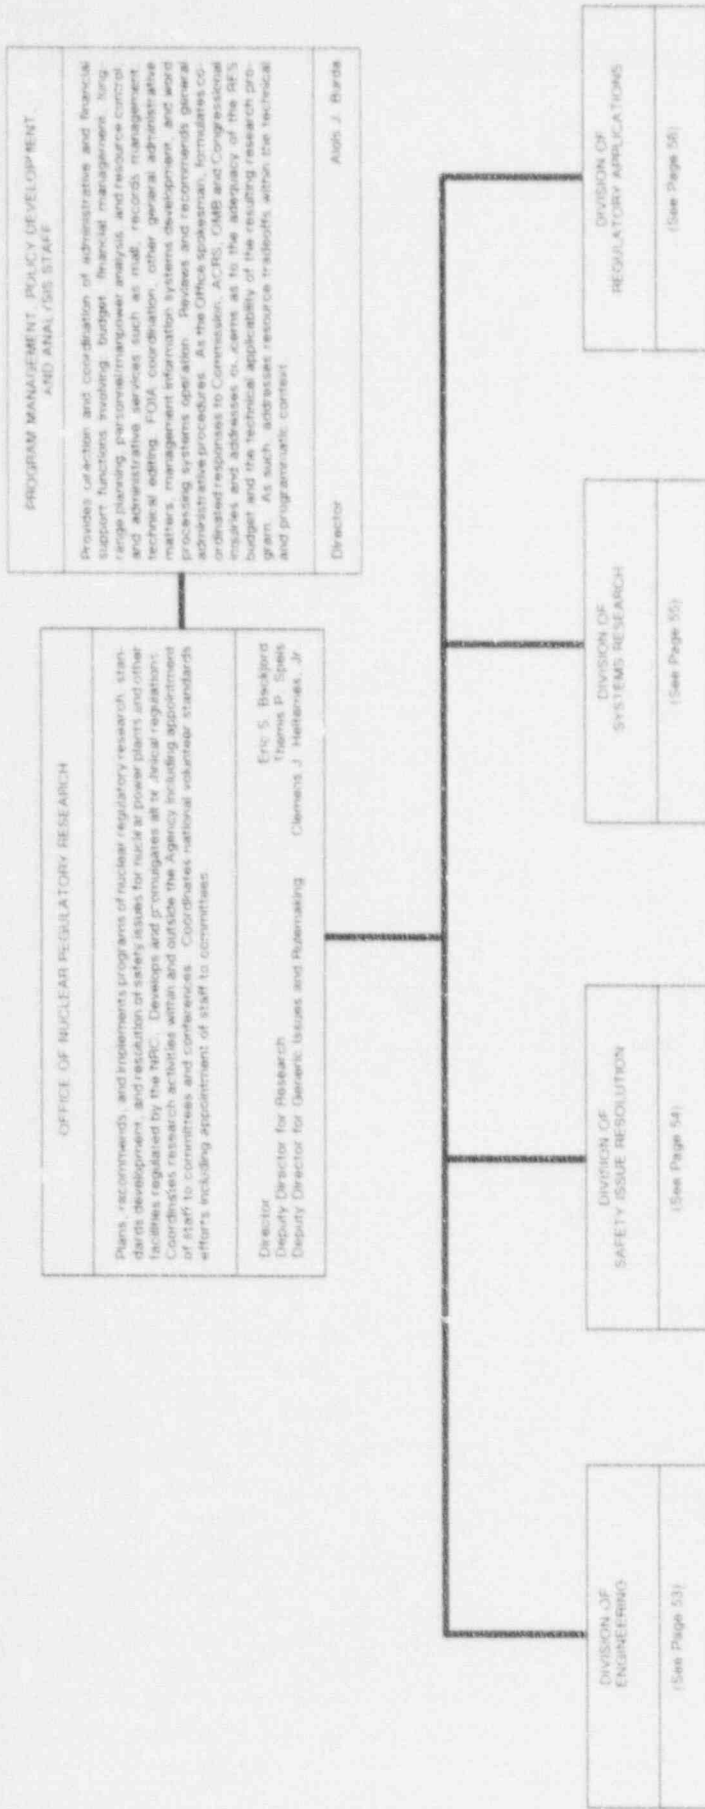 OFFICE OF NUCLEAR REGULATORY RESEARCH
Plans, recommends, and implements programs of nuclear regulatory research, stan-
dards development, and resolution of safety issues for nuclear power plants and other
facilities regulated by the NRC. Develops and promulgates all technical regulations.
Coordinates research activities within and outside the Agency including appointment
of staff to committees and conferences. Coordinates national volunteer standards
efforts including appointment of staff to committees.
Director Eric S. Beckjord
Deputy Director for Research Themis P. Speis
Deputy Director for Generic Issues and Rulemaking Clemens J. Heltemes, Jr.
PROGRAM MANAGEMENT, POLICY DEVELOPMENT
AND ANALYSIS STAFF
Provides direction and coordination of administrative and financial
support functions involving budget, financial management, long-
range planning, personnel/manpower analysis and resource control,
and administrative services such as mail, records management,
technical editing, FOIA coordination, other general administrative
matters, management information systems development, and word
processing systems operation. Reviews and recommends general
administrative procedures. As the Office spokesman, formulates co-
ordinated responses to Commission, ACRS, OMB and Congressional
inquiries and addresses concerns as to the adequacy of the RES
budget and the technical applicability of the resulting research pro-
gram. As such, addresses resource tradeoffs within the technical
and programmatic context.
Director Alois J. Burda
DIVISION OF
ENGINEERING
(See Page 53)
DIVISION OF
SAFETY ISSUE RESOLUTION
(See Page 54)
DIVISION OF
SYSTEMS RESEARCH
(See Page 55)
DIVISION OF
REGULATORY APPLICATIONS
(See Page 56)